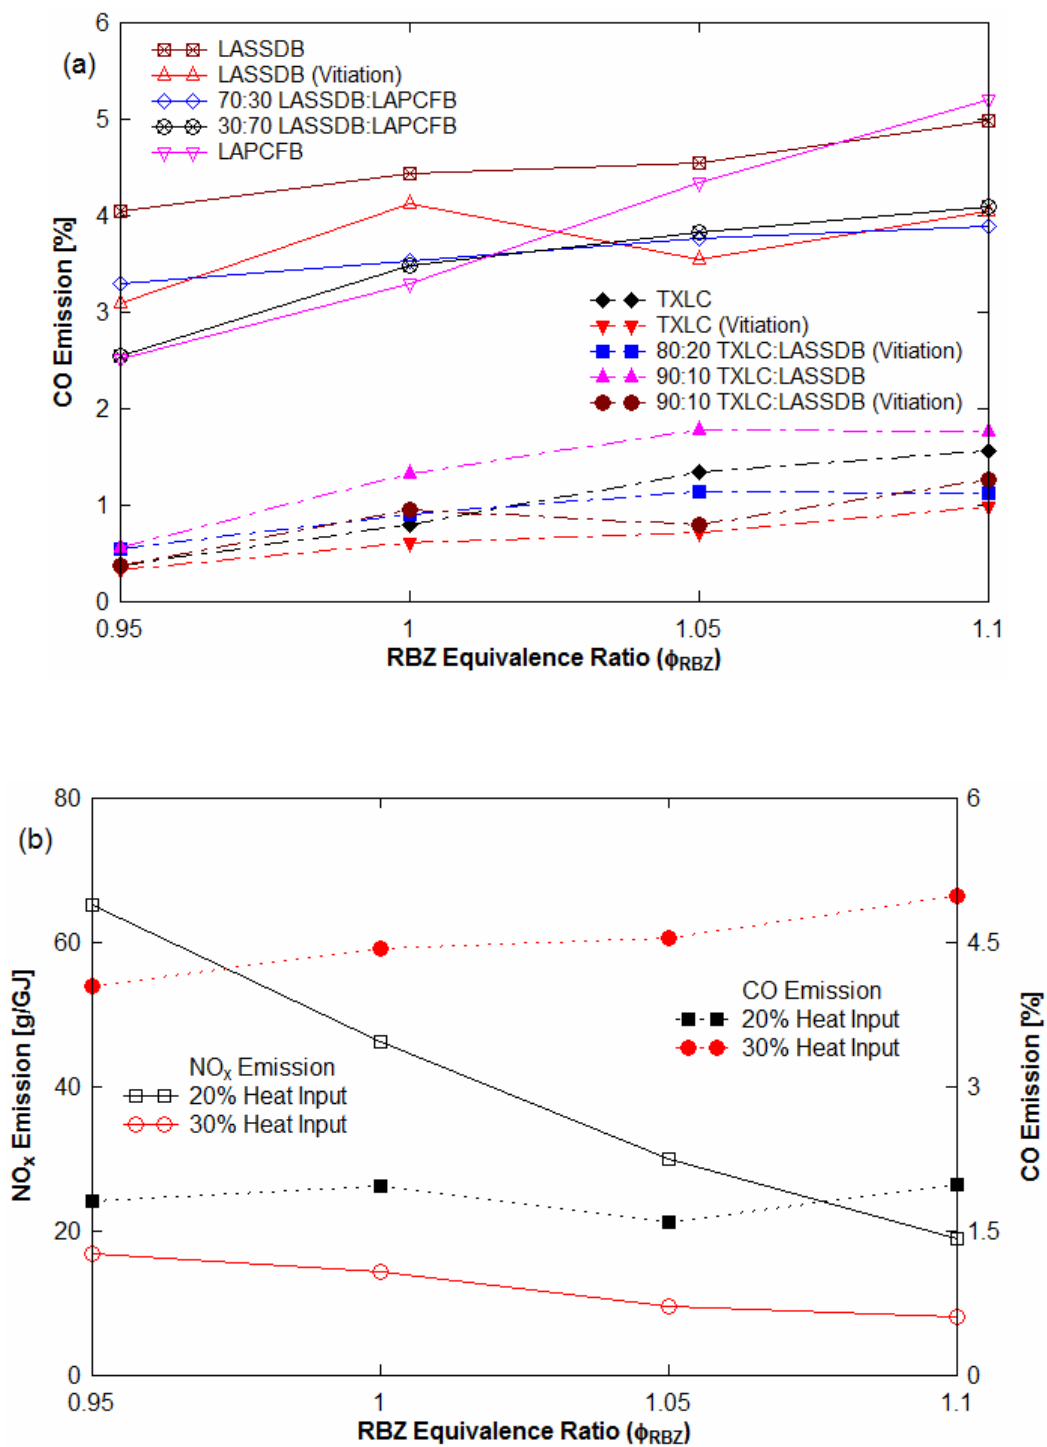 (a)
6
5
4
3
2
1
0
CO Emission [%]
LASSDB
LASSDB (Vitiation)
70:30 LASSDB:LAPCFB
30:70 LASSDB:LAPCFB
LAPCFB
TXLC
TXLC (Vitiation)
80:20 TXLC:LASSDB (Vitiation)
90:10 TXLC:LASSDB
90:10 TXLC:LASSDB (Vitiation)
0.95 1 1.05 1.1
RBZ Equivalence Ratio (ϕRBZ)
(b)
80
60
40
20
0
NOx Emission [g/GJ]
6
4.5
3
1.5
0
CO Emission [%]
CO Emission
20% Heat Input
30% Heat Input
NOx Emission
20% Heat Input
30% Heat Input
0.95 1 1.05 1.1
RBZ Equivalence Ratio (ϕRBZ)